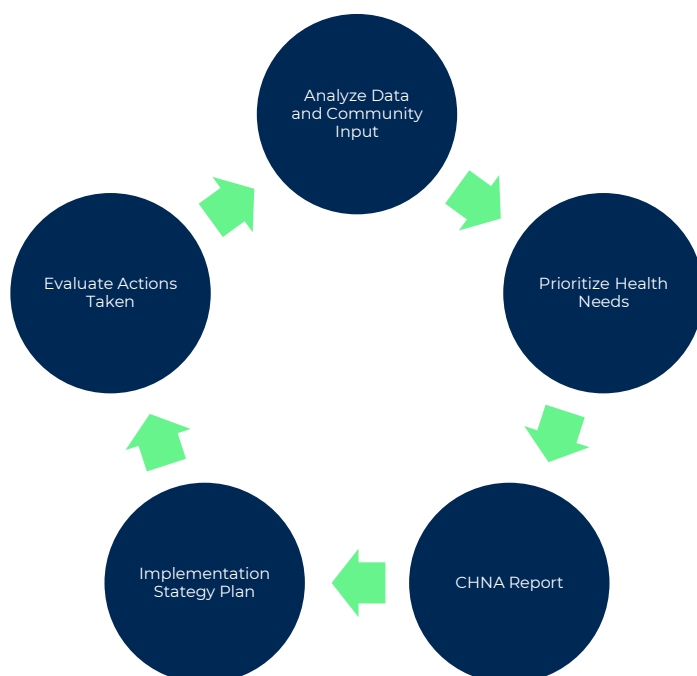 Analyze Data
and Community
Input
Prioritize Health
Needs
CHNA Report
Implementation
Stategy Plan
Evaluate Actions
Taken